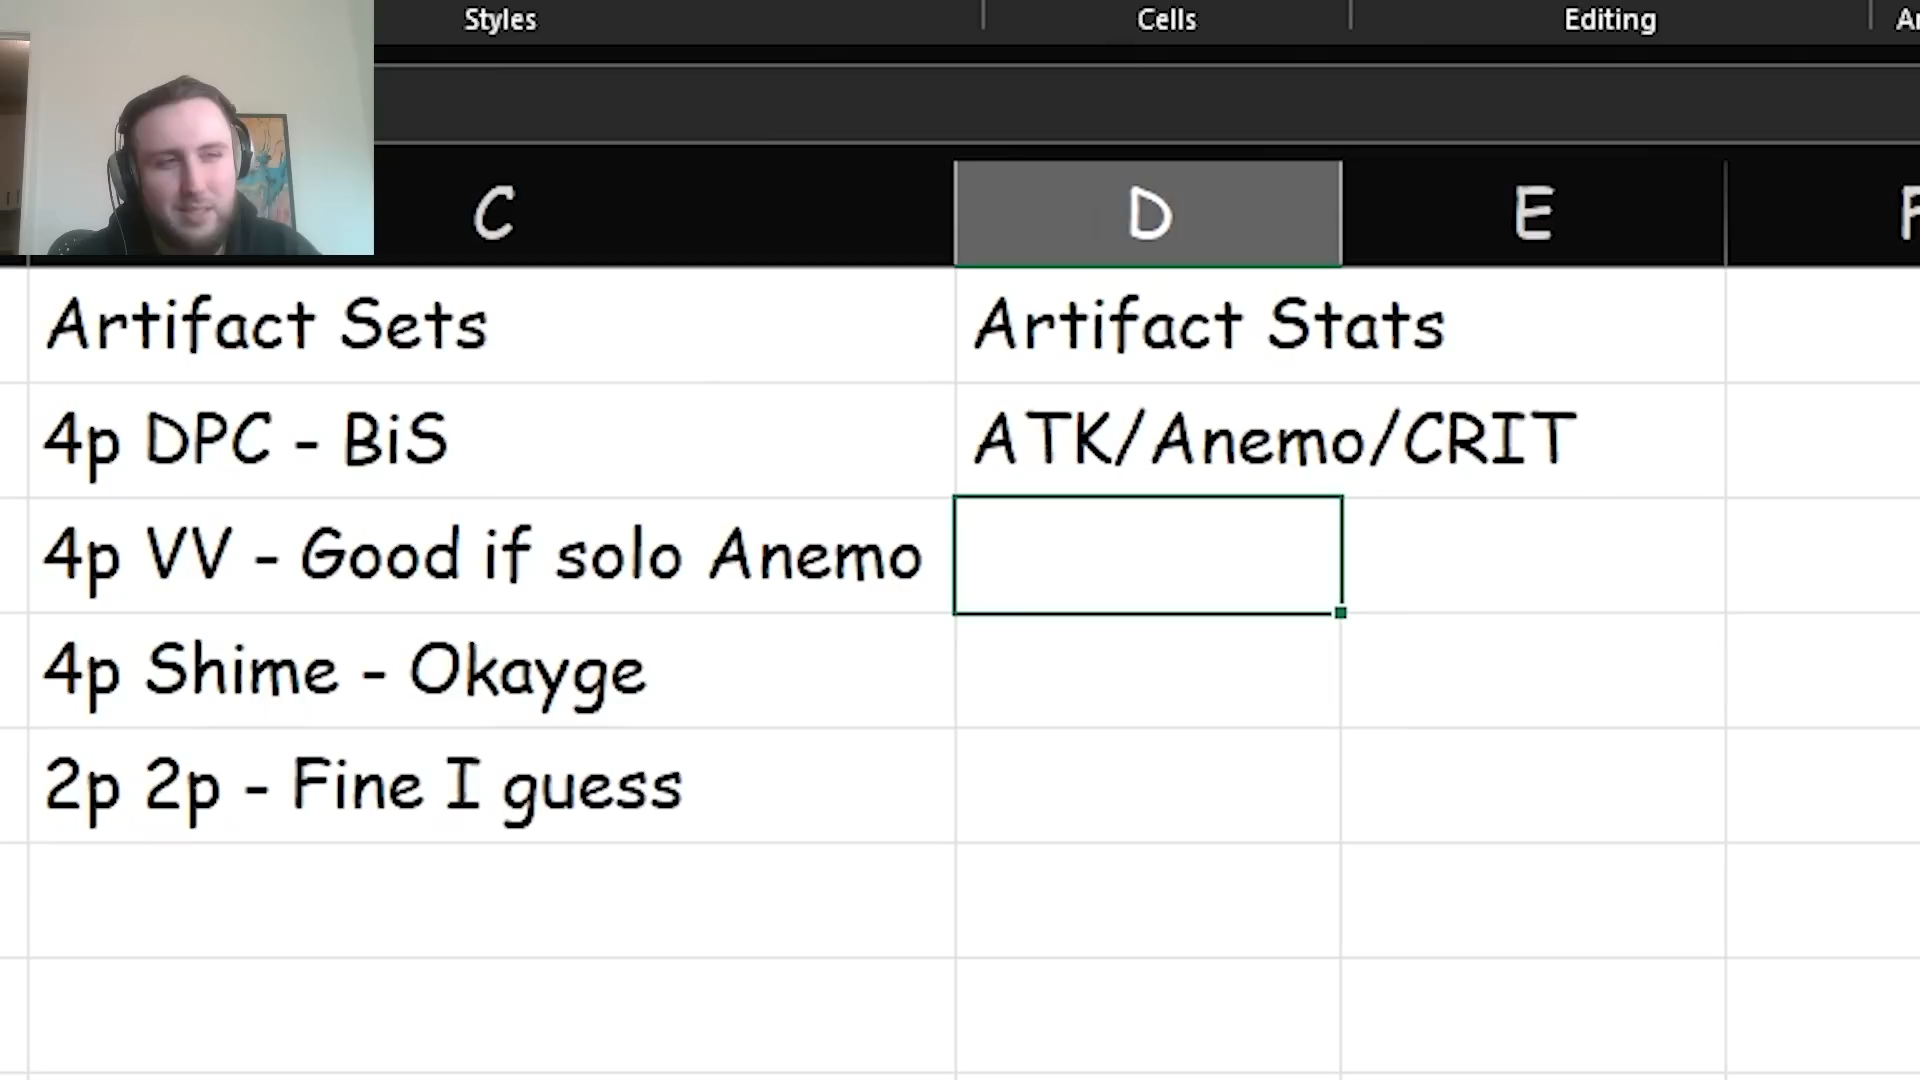 Styles Cells Editing
C D E
Artifact Sets Artifact Stats
4p DPC - BiS ATK/Anemo/CRIT
4p VV - Good if solo Anemo
4p Shime - Okayge
2p 2p - Fine I guess